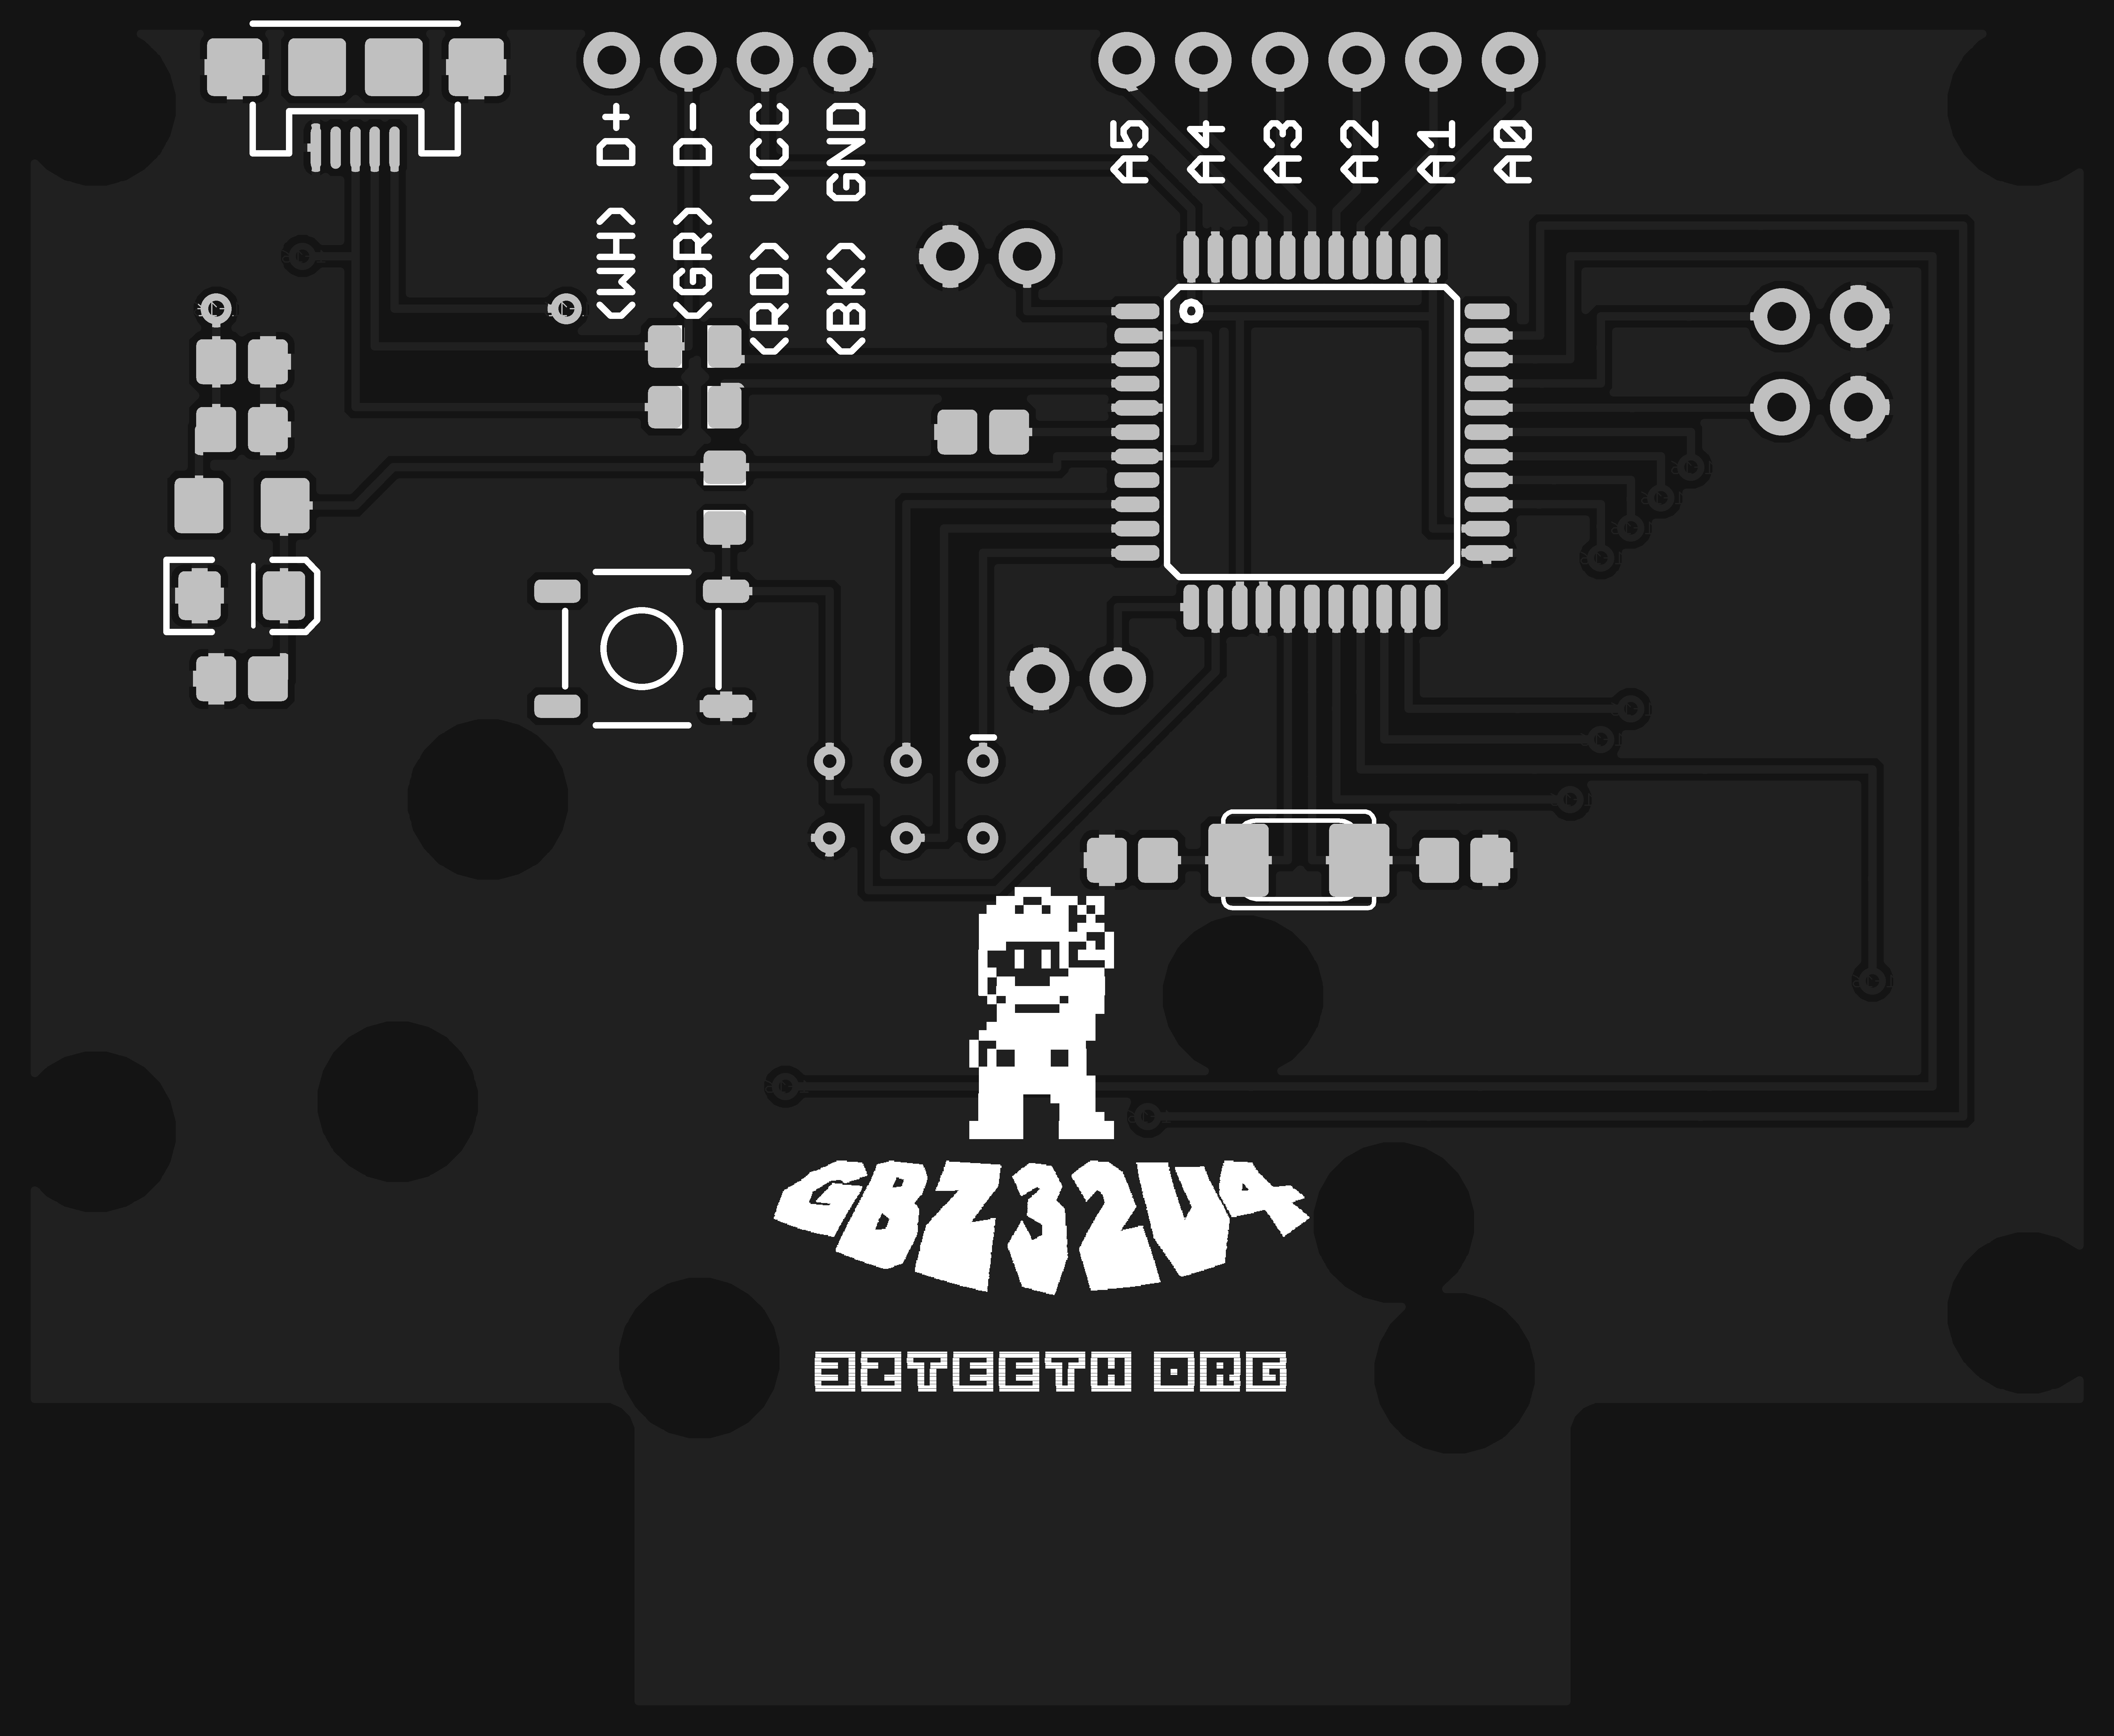 (WH) D+
(GR) D-
(RD) VCC
(BK) GND
A5
A4
A3
A2
A1
A0
GBZ32U4
32TEETH ORG